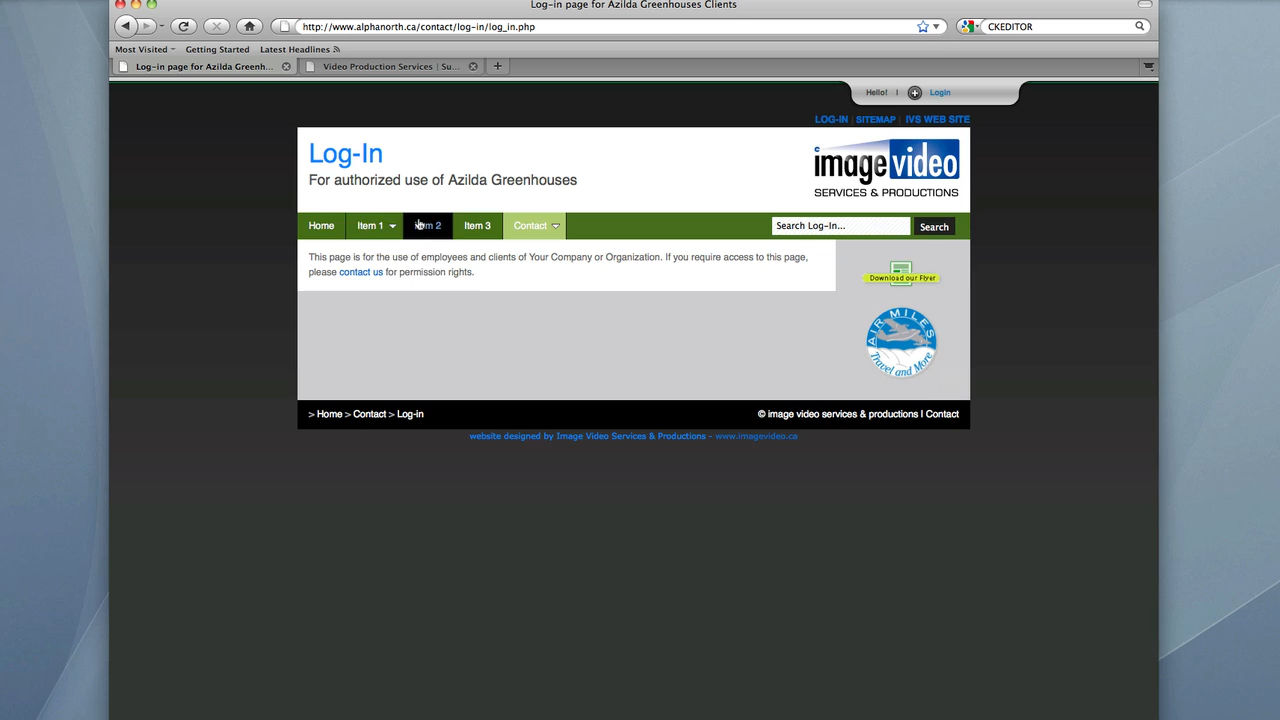 Log-in page for Azilda Greenhouses Clients
http://www.alphanorth.ca/contact/log-in/log_in.php
CKEDITOR
Most Visited Getting Started Latest Headlines
Log-in page for Azilda Greenh... Video Production Services | Su...
Hello! | Login
LOG-IN | SITEMAP | IVS WEB SITE
Log-In
For authorized use of Azilda Greenhouses
image video
SERVICES & PRODUCTIONS
Home Item 1 Item 2 Item 3 Contact Search Log-In... Search
This page is for the use of employees and clients of Your Company or Organization. If you require access to this page,
please contact us for permission rights.
Download our Flyer
AIR MILES
Travel and More
> Home > Contact > Log-in © image video services & productions | Contact
website designed by Image Video Services & Productions - www.imagevideo.ca